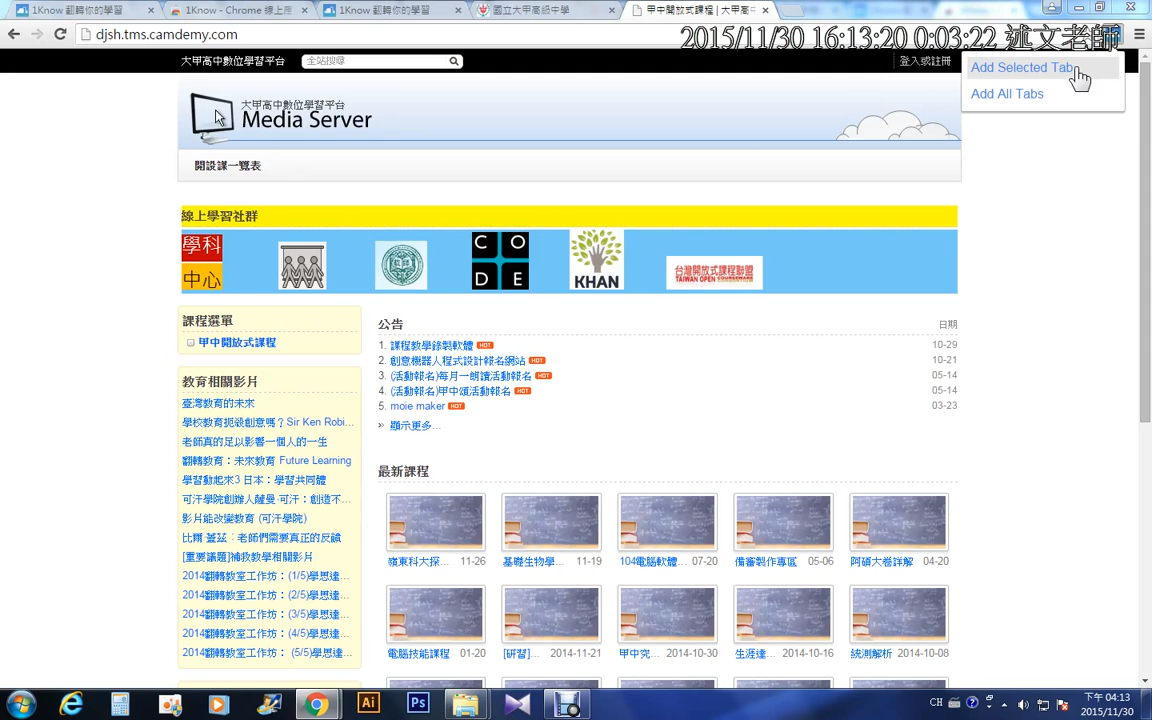 1Know 翻轉你的學習
1Know - Chrome 線上應
1Know 翻轉你的學習
國立大甲高級中學
甲中開放式課程 | 大甲高中
djsh.tms.camdemy.com
2015/11/30 16:13:20 0:03:22 述文老師
大甲高中數位學習平台
全站搜尋
登入或註冊
Add Selected Tab
Add All Tabs
大甲高中數位學習平台
Media Server
開設課一覽表
線上學習社群
學科
中心
CODE
KHAN
台灣開放式課程聯盟
TAIWAN OPEN COURSEWARE
課程選單
甲中開放式課程
教育相關影片
臺灣教育的未來
學校教育扼殺創意嗎？Sir Ken Robi...
老師真的足以影響一個人的一生
翻轉教育：未來教育 Future Learning
學習動起來3 日本：學習共同體
可汗學院創辦人薩曼·可汗：創造不...
影片能改變教育 (可汗學院)
比爾·蓋茲：老師們需要真正的反饋
[重要議題]補救教學相關影片
2014翻轉教室工作坊：(1/5)學思達...
2014翻轉教室工作坊：(2/5)學思達...
2014翻轉教室工作坊：(3/5)學思達...
2014翻轉教室工作坊：(4/5)學思達...
2014翻轉教室工作坊： (5/5)學思達...
公告 日期
1. 課程教學錄製軟體 HOT 10-29
2. 創意機器人程式設計報名網站 HOT 10-21
3. (活動報名)每月一朗讀活動報名 HOT 05-14
4. (活動報名)甲中頌活動報名 HOT 05-14
5. moie maker HOT 03-23
» 顯示更多...
最新課程
嶺東科大探... 11-26
基礎生物學... 11-19
104電腦軟體... 07-20
備審製作專區 05-06
阿碩大卷詳解 04-20
電腦技能課程 01-20
[研習]... 2014-11-21
甲中究... 2014-10-30
生涯達... 2014-10-16
統測解析 2014-10-08
Ai
Ps
CH
下午 04:13
2015/11/30